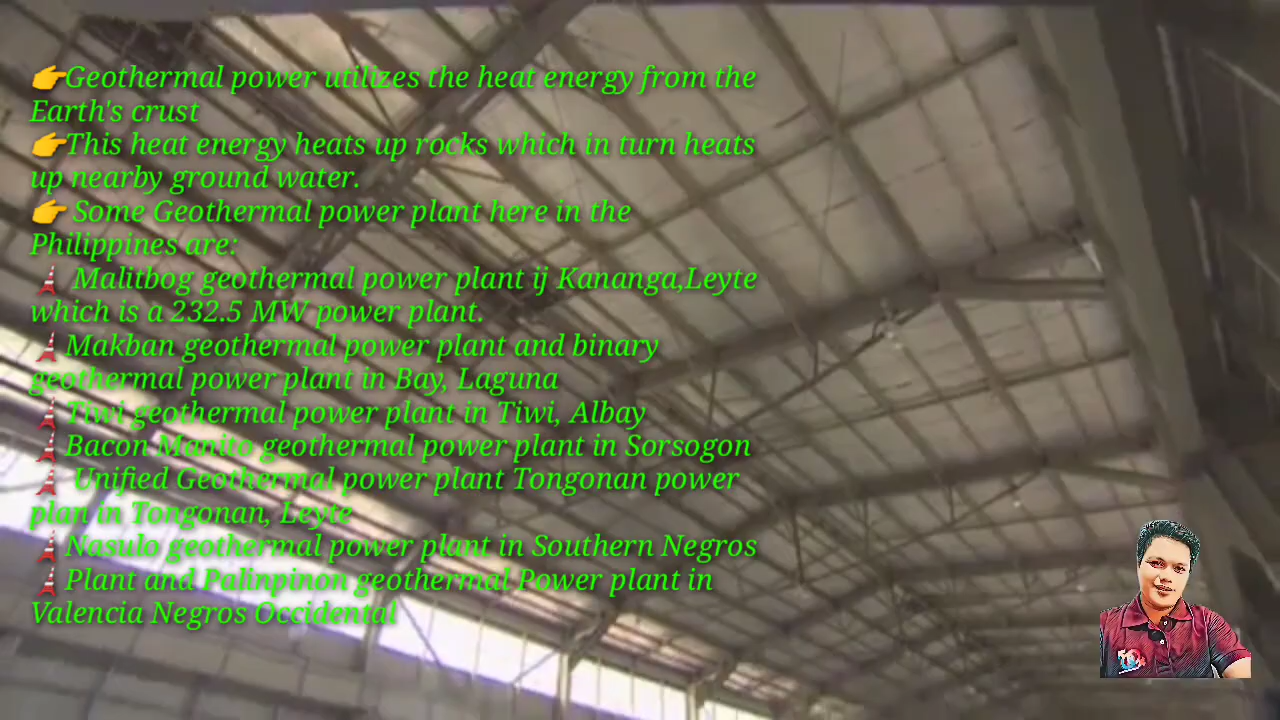 👉Geothermal power utilizes the heat energy from the
Earth's crust
👉This heat energy heats up rocks which in turn heats
up nearby ground water.
👉 Some Geothermal power plant here in the
Philippines are:
🗼 Malitbog geothermal power plant ij Kananga,Leyte
which is a 232.5 MW power plant.
🗼Makban geothermal power plant and binary
geothermal power plant in Bay, Laguna
🗼Tiwi geothermal power plant in Tiwi, Albay
🗼Bacon Manito geothermal power plant in Sorsogon
🗼 Unified Geothermal power plant Tongonan power
plan in Tongonan, Leyte
🗼Nasulo geothermal power plant in Southern Negros
🗼Plant and Palinpinon geothermal Power plant in
Valencia Negros Occidental